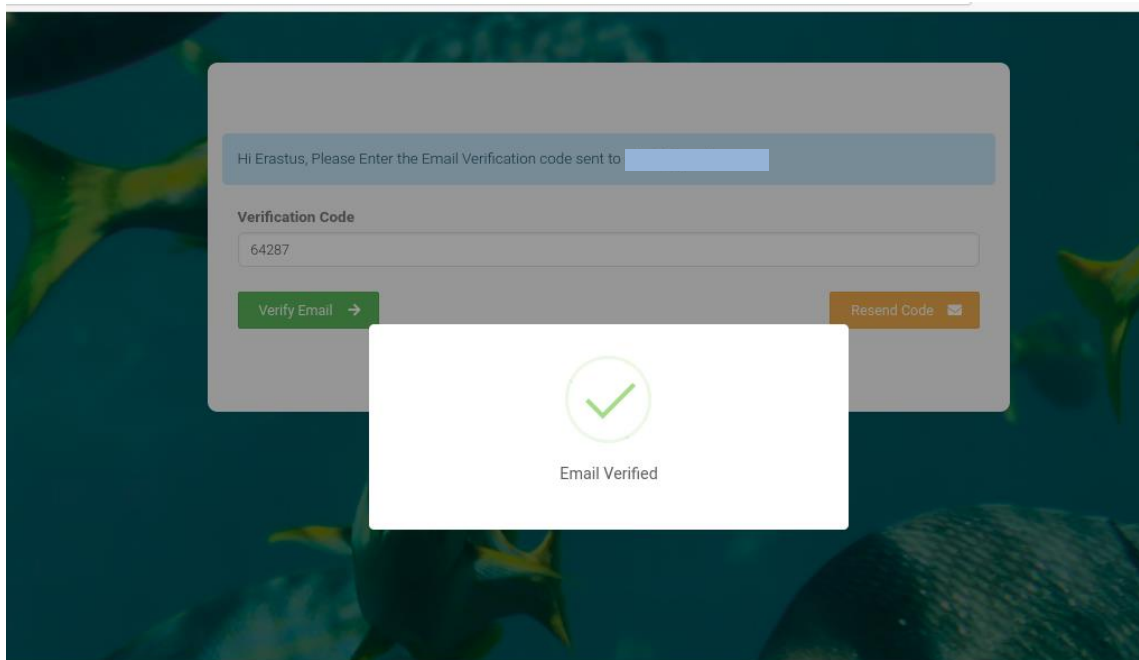 Hi Erastus, Please Enter the Email Verification code sent to
Verification Code
64287
Verify Email
Resend Code
Email Verified